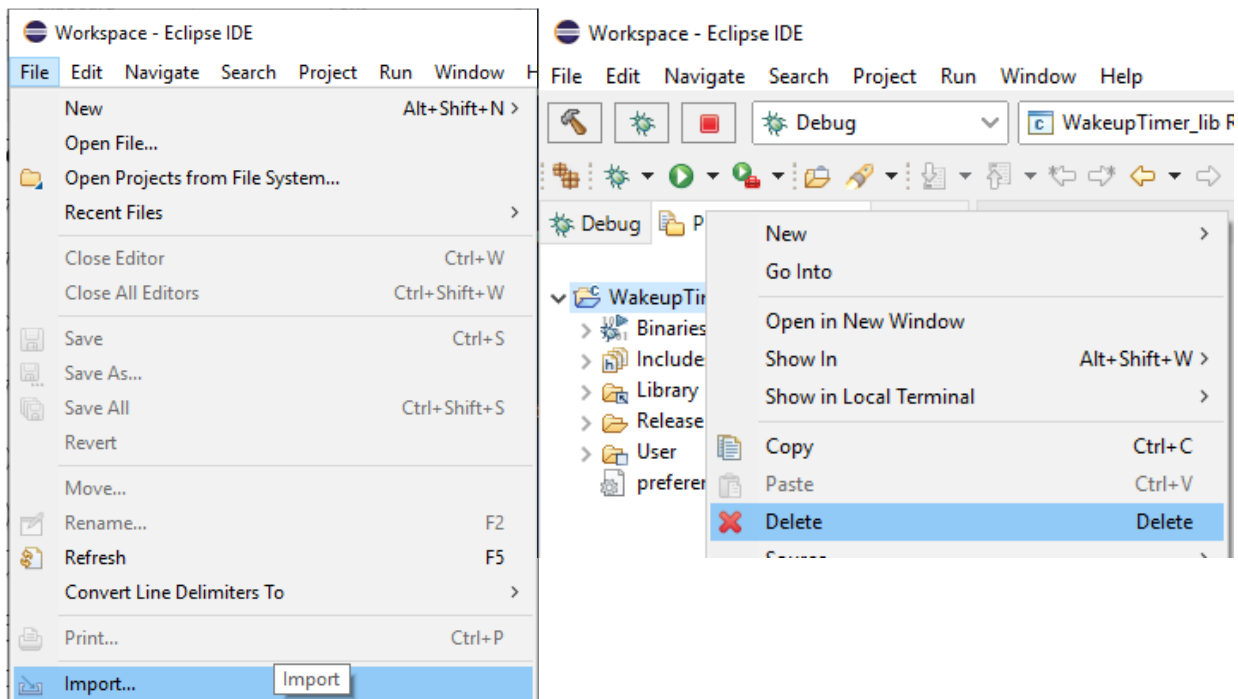 Workspace - Eclipse IDE
File Edit Navigate Search Project Run Window H
New Alt+Shift+N >
Open File...
Open Projects from File System...
Recent Files >
Close Editor Ctrl+W
Close All Editors Ctrl+Shift+W
Save Ctrl+S
Save As...
Save All Ctrl+Shift+S
Revert
Move...
Rename... F2
Refresh F5
Convert Line Delimiters To >
Print... Ctrl+P
Import... Import
Workspace - Eclipse IDE
File Edit Navigate Search Project Run Window Help
Debug WakeupTimer_lib R
Debug P
WakeupTi
Binaries
Include
Library
Release
User
prefere
New >
Go Into
Open in New Window
Show In Alt+Shift+W >
Show in Local Terminal >
Copy Ctrl+C
Paste Ctrl+V
Delete Delete